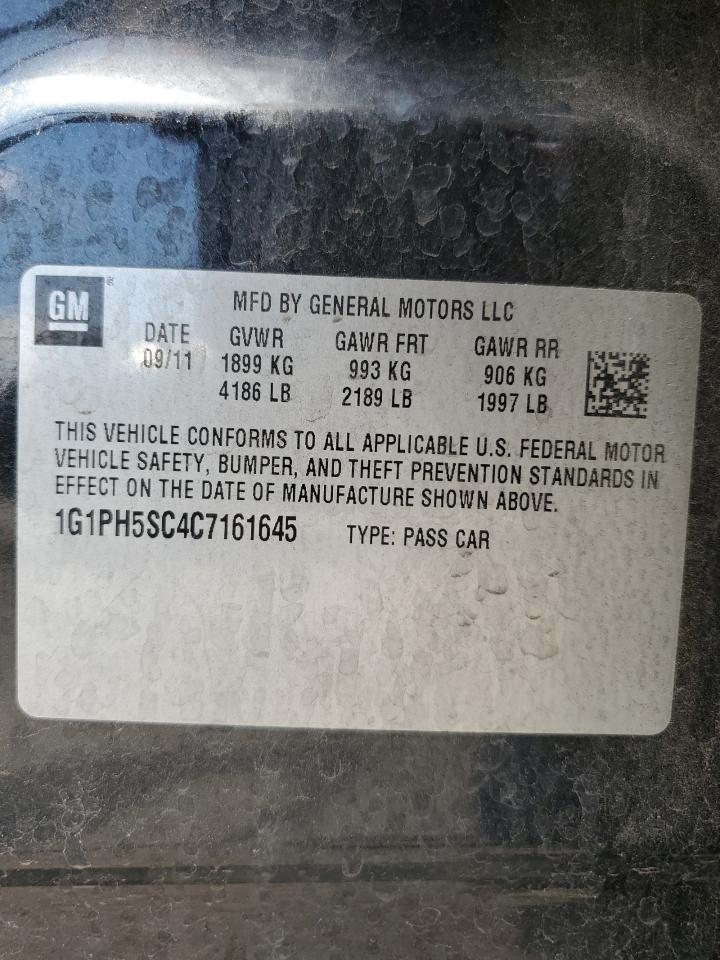 GM
MFD BY GENERAL MOTORS LLC
DATE GVWR GAWR FRT GAWR RR
09/11 1899 KG 993 KG 906 KG
4186 LB 2189 LB 1997 LB
THIS VEHICLE CONFORMS TO ALL APPLICABLE U.S. FEDERAL MOTOR
VEHICLE SAFETY, BUMPER, AND THEFT PREVENTION STANDARDS IN
EFFECT ON THE DATE OF MANUFACTURE SHOWN ABOVE.
1G1PH5SC4C7161645 TYPE: PASS CAR